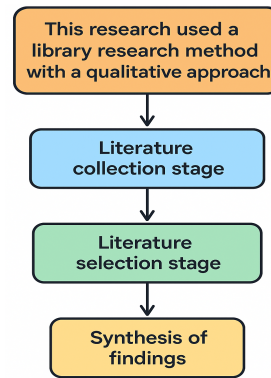 This research used a
library research method
with a qualitative approach
Literature
collection stage
Literature
selection stage
Synthesis of
findings